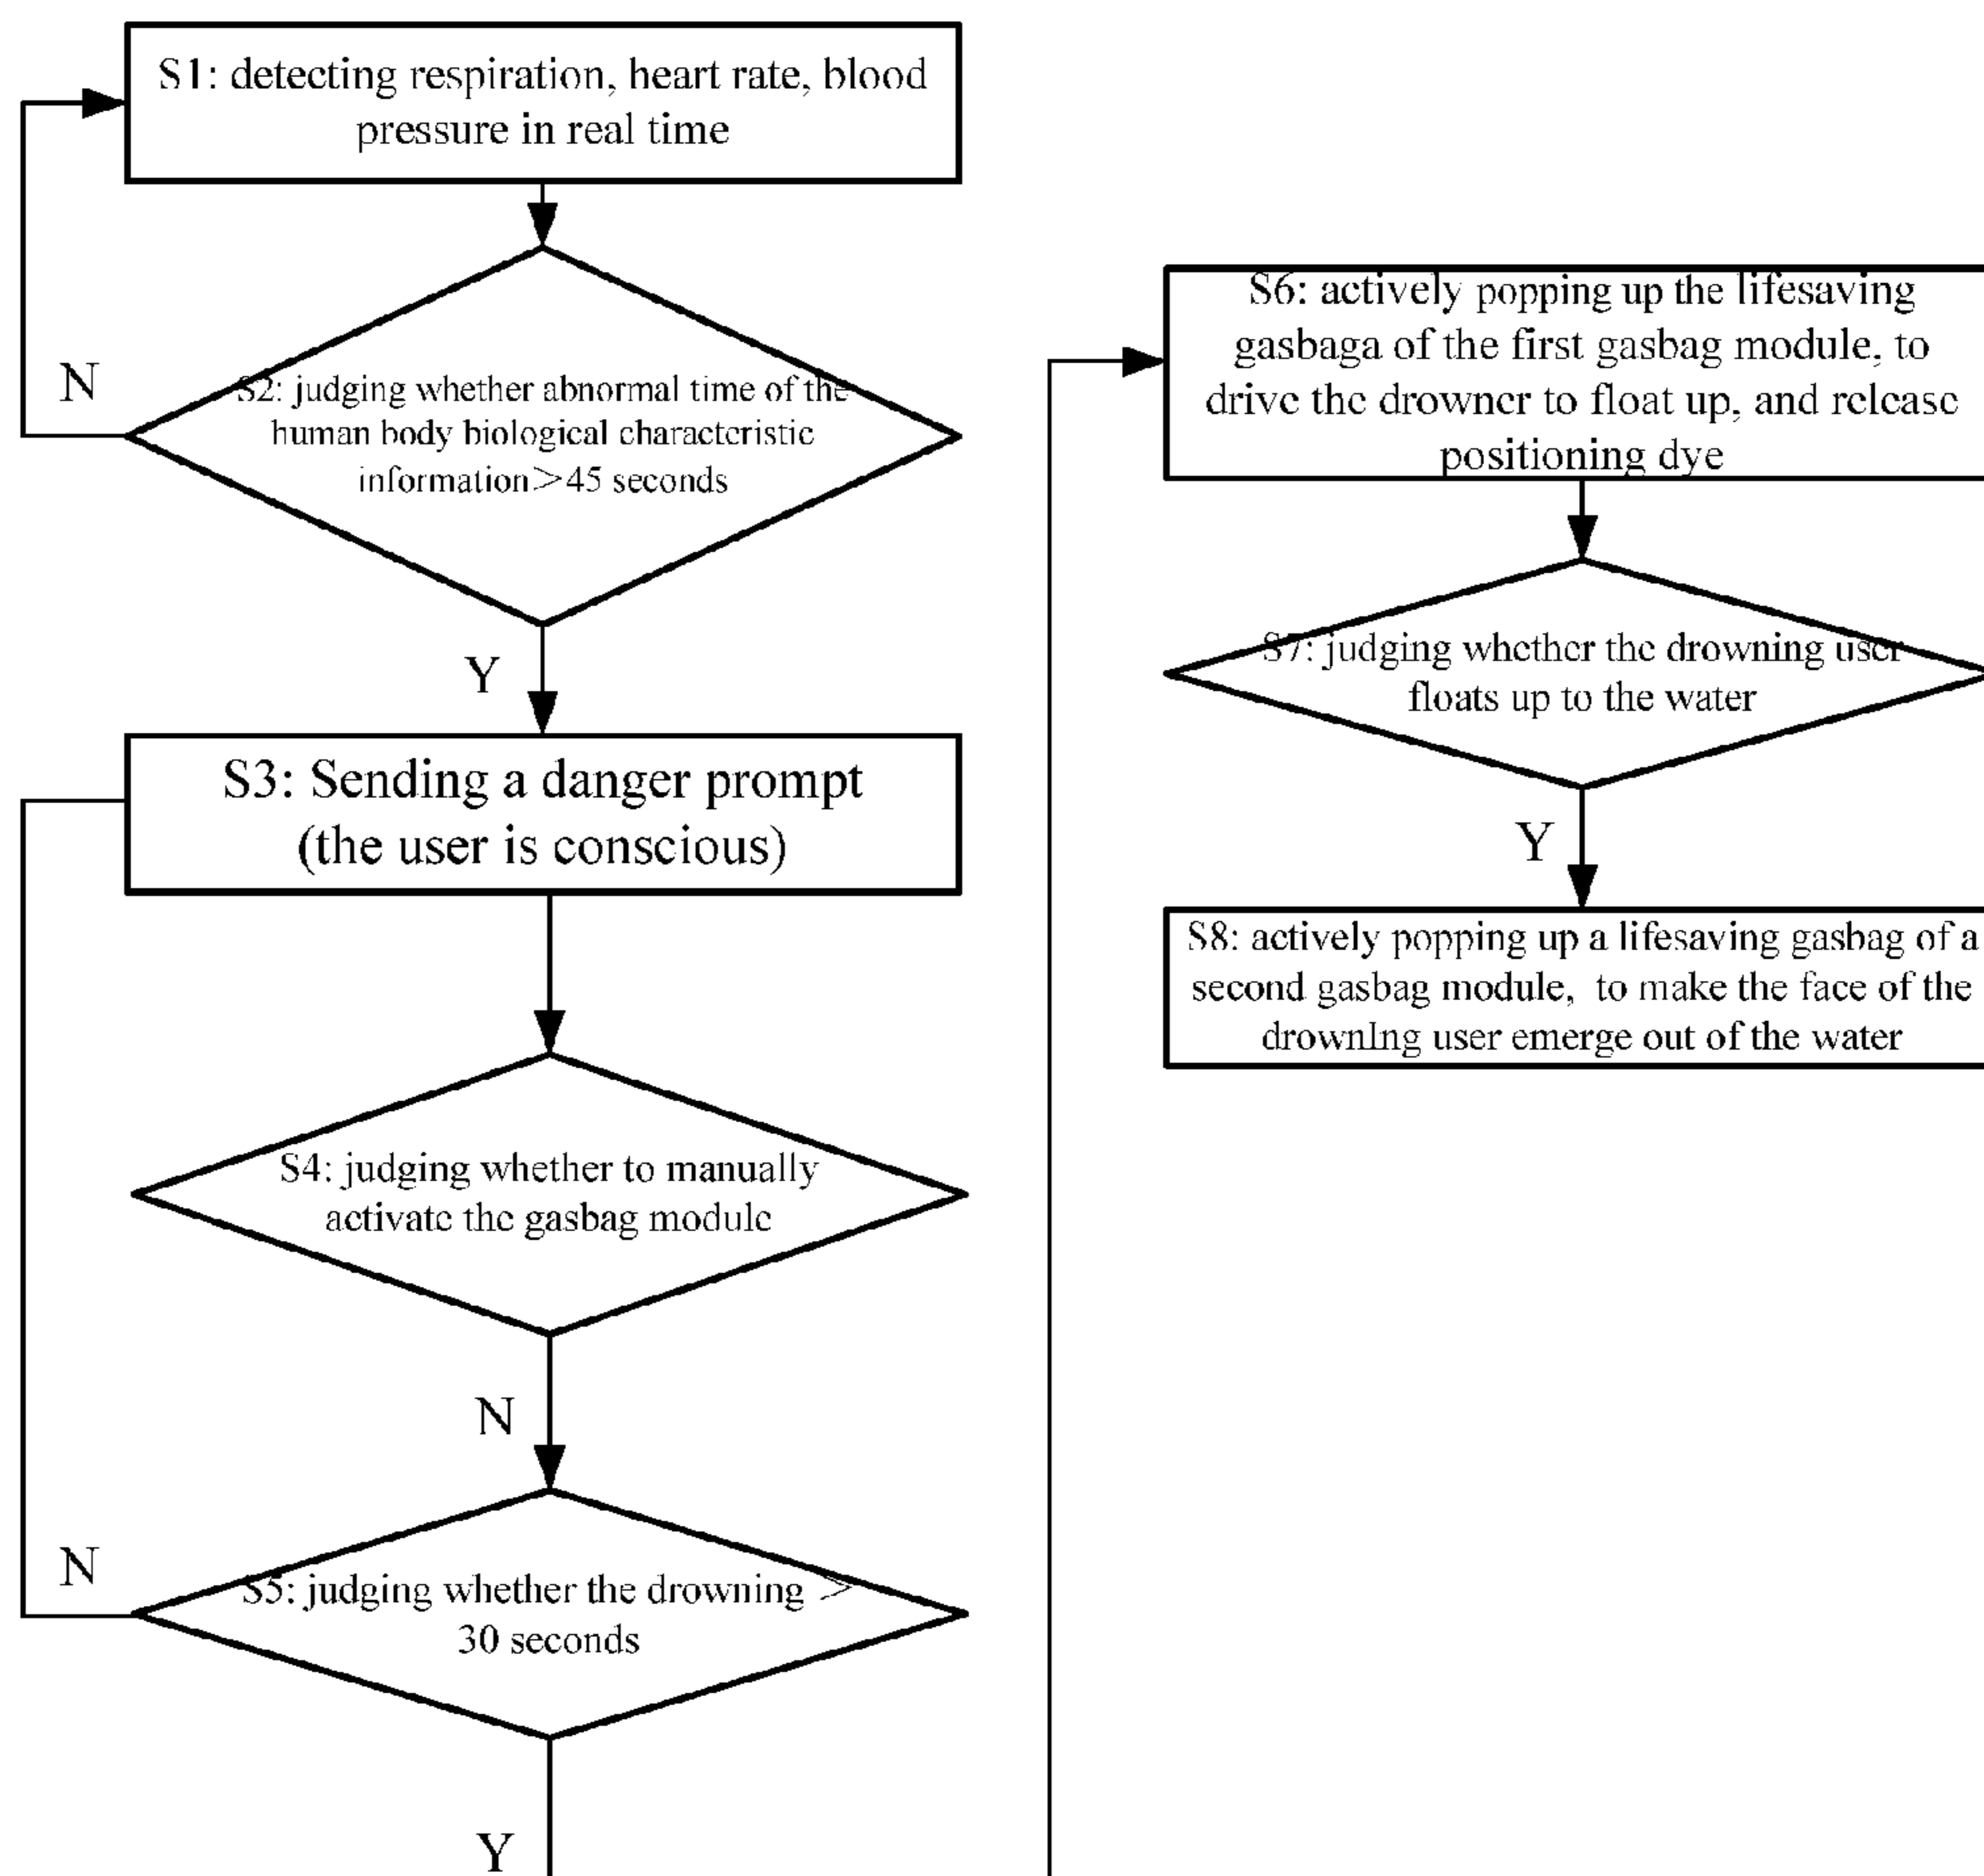 S1: detecting respiration, heart rate, blood
pressure in real time
N
S2: judging whether abnormal time of the
human body biological characteristic
information>45 seconds
Y
S3: Sending a danger prompt
(the user is conscious)
S4: judging whether to manually
activate the gasbag module
N
N
S5: judging whether the drowning >
30 seconds
Y
S6: actively popping up the lifesaving
gasbaga of the first gasbag module, to
drive the drowner to float up, and release
positioning dye
S7: judging whether the drowning user
floats up to the water
Y
S8: actively popping up a lifesaving gasbag of a
second gasbag module, to make the face of the
drownIng user emerge out of the water